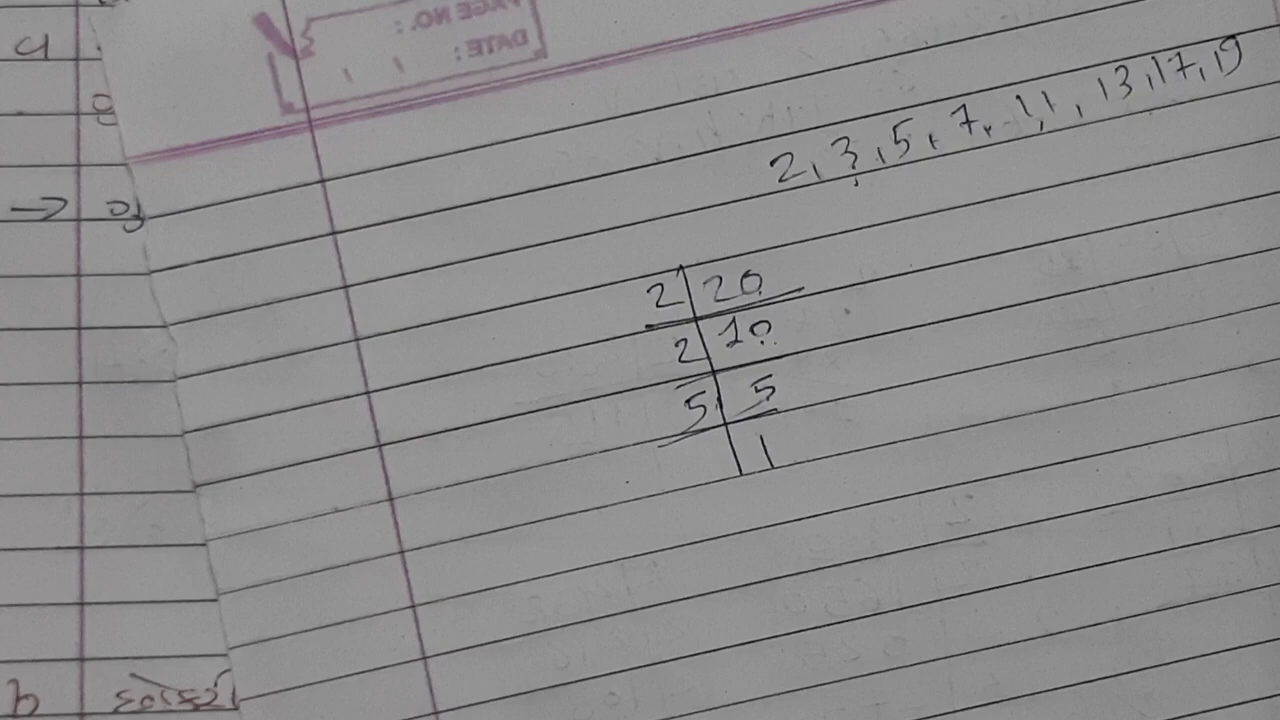 PAGE NO.:
DATE:
a
2, 3, 5, 7, 11, 13, 17, 19
→
2 | 20
2 | 10
5 | 5
| 1
b